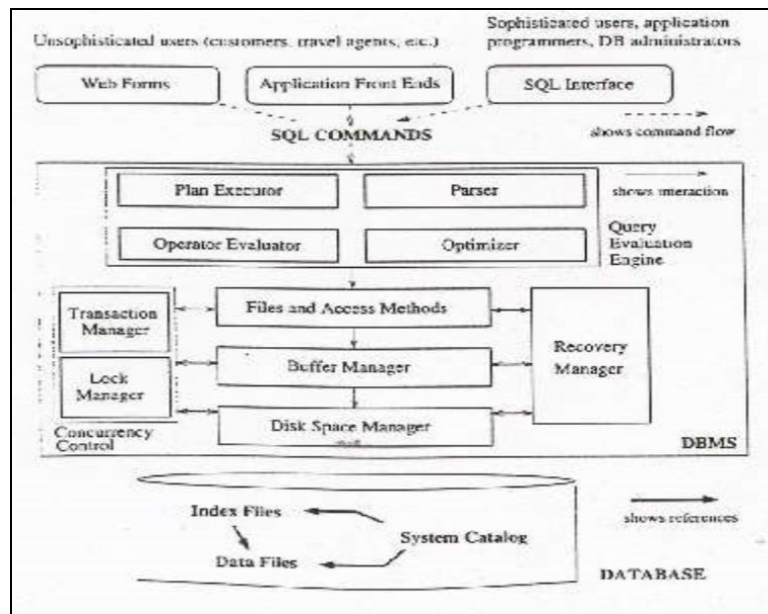 Unsophisticated users (customers, travel agents, etc.)
Sophisticated users, application
programmers, DB administrators
Web Forms
Application Front Ends
SQL Interface
SQL COMMANDS
shows command flow
Plan Executor
Parser
shows interaction
Operator Evaluator
Optimizer
Query
Evaluation
Engine
Transaction
Manager
Files and Access Methods
Recovery
Manager
Buffer Manager
Lock
Manager
Disk Space Manager
Concurrency
Control
DBMS
Index Files
shows references
System Catalog
Data Files
DATABASE